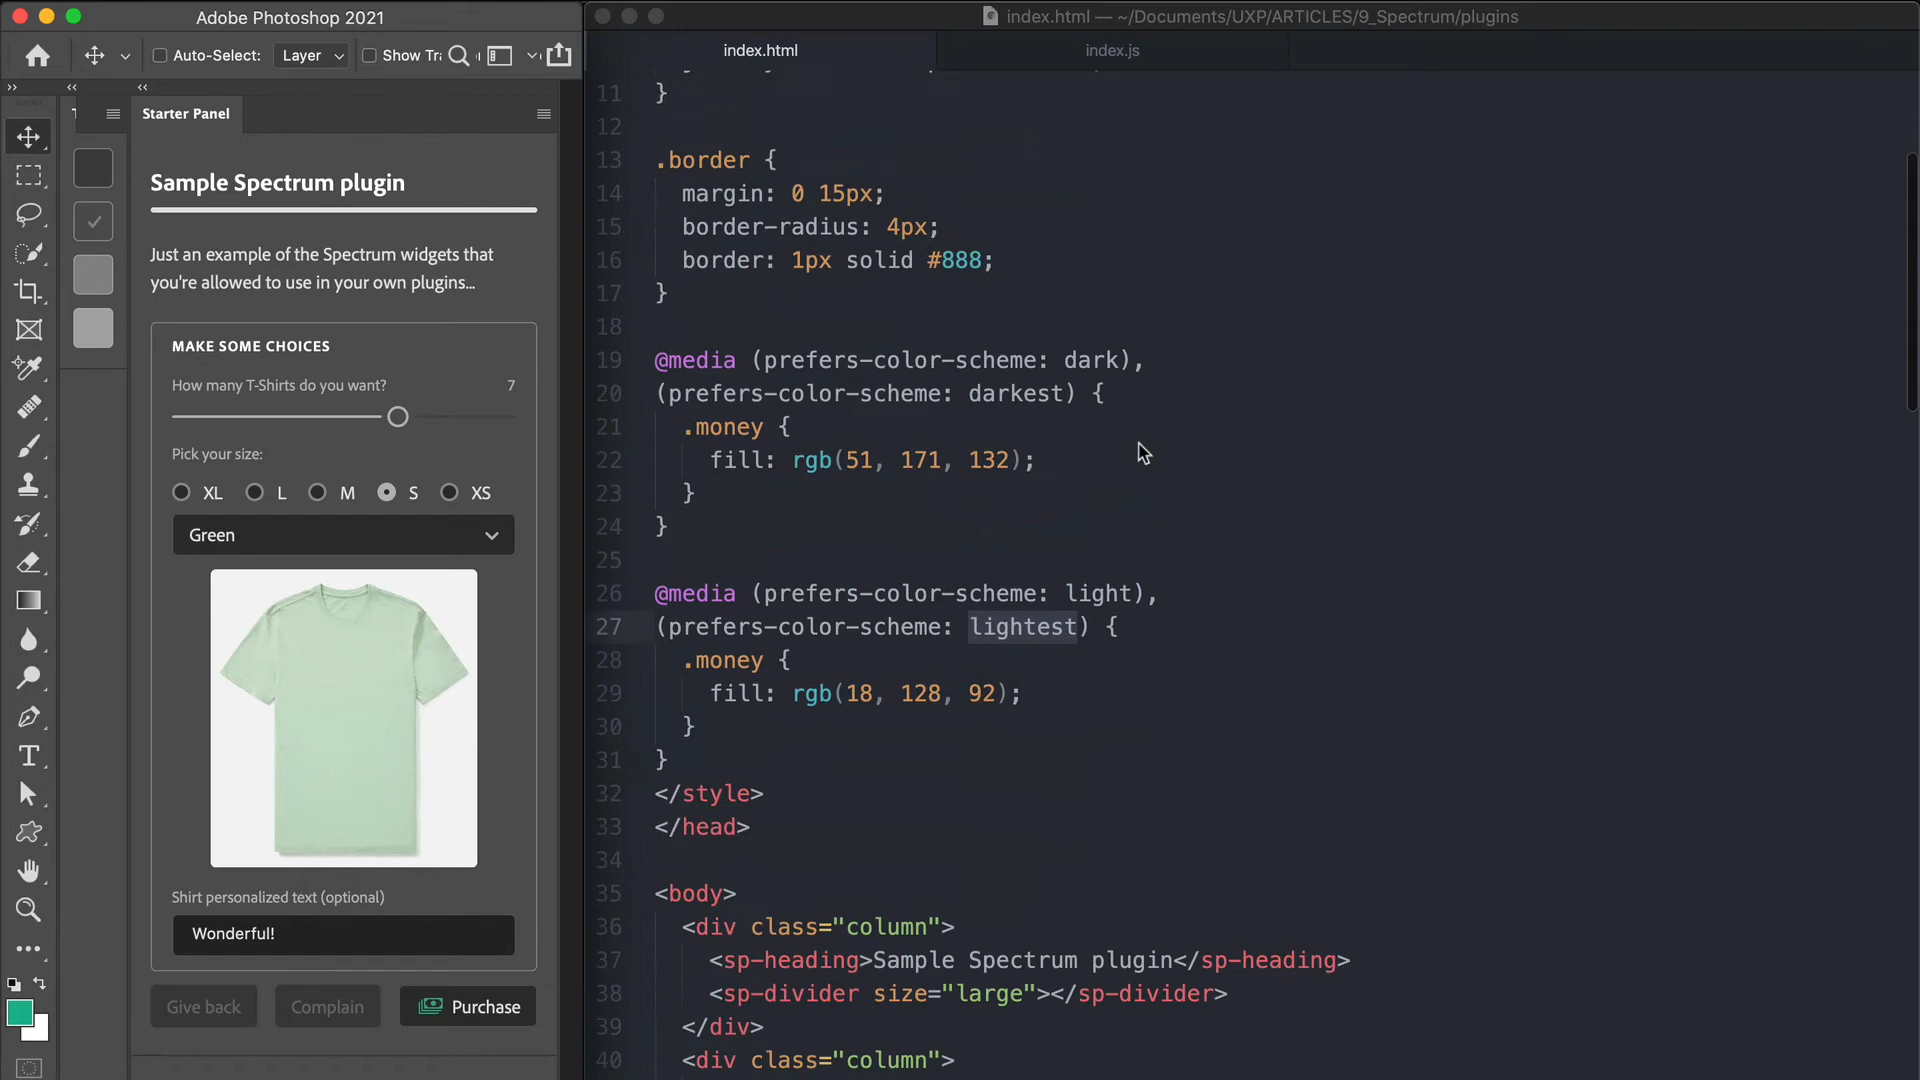 Adobe Photoshop 2021
Auto-Select:
Layer
Show Tr
Starter Panel
Sample Spectrum plugin
Just an example of the Spectrum widgets that
you're allowed to use in your own plugins...
MAKE SOME CHOICES
How many T-Shirts do you want? 7
Pick your size:
XL L M S XS
Green
Shirt personalized text (optional)
Wonderful!
Give back Complain Purchase
index.html — ~/Documents/UXP/ARTICLES/9_Spectrum/plugins
index.html index.js
11 }
12
13 .border {
14 margin: 0 15px;
15 border-radius: 4px;
16 border: 1px solid #888;
17 }
18
19 @media (prefers-color-scheme: dark),
20 (prefers-color-scheme: darkest) {
21 .money {
22 fill: rgb(51, 171, 132);
23 }
24 }
25
26 @media (prefers-color-scheme: light),
27 (prefers-color-scheme: lightest) {
28 .money {
29 fill: rgb(18, 128, 92);
30 }
31 }
32 </style>
33 </head>
34
35 <body>
36 <div class="column">
37 <sp-heading>Sample Spectrum plugin</sp-heading>
38 <sp-divider size="large"></sp-divider>
39 </div>
40 <div class="column">